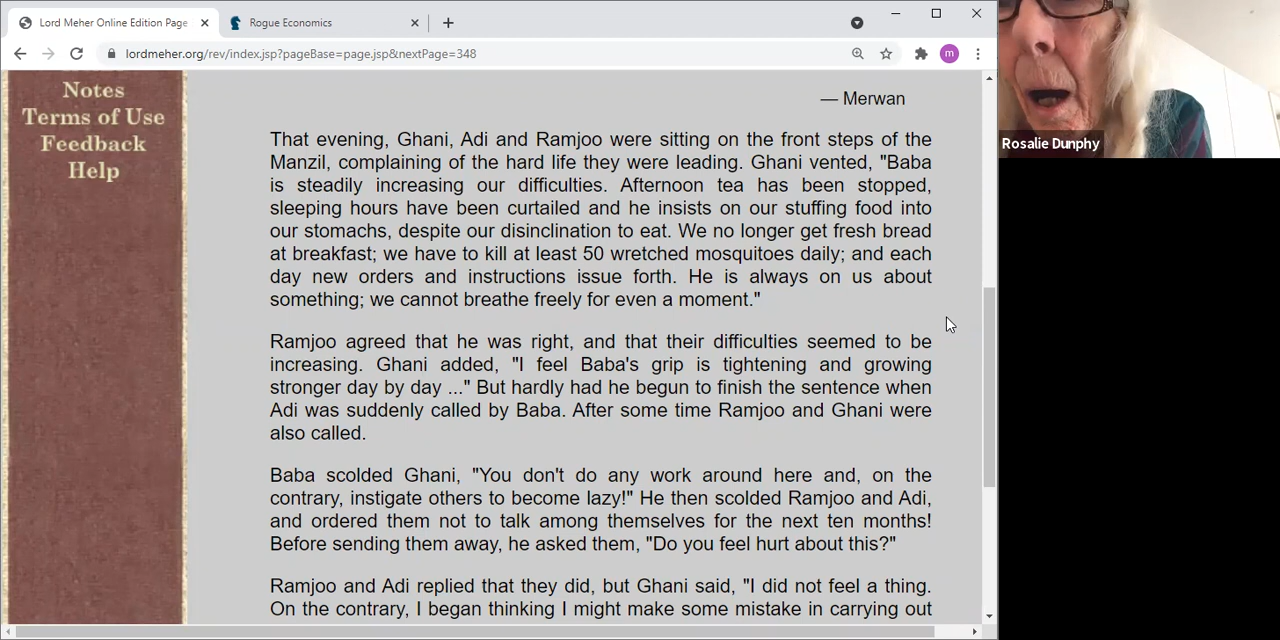 Lord Meher Online Edition Page
Rogue Economics
lordmeher.org/rev/index.jsp?pageBase=page.jsp&nextPage=348
m
Notes
Terms of Use
Feedback
Help
— Merwan
That evening, Ghani, Adi and Ramjoo were sitting on the front steps of the
Manzil, complaining of the hard life they were leading. Ghani vented, "Baba
is steadily increasing our difficulties. Afternoon tea has been stopped,
sleeping hours have been curtailed and he insists on our stuffing food into
our stomachs, despite our disinclination to eat. We no longer get fresh bread
at breakfast; we have to kill at least 50 wretched mosquitoes daily; and each
day new orders and instructions issue forth. He is always on us about
something; we cannot breathe freely for even a moment."
Ramjoo agreed that he was right, and that their difficulties seemed to be
increasing. Ghani added, "I feel Baba's grip is tightening and growing
stronger day by day ..." But hardly had he begun to finish the sentence when
Adi was suddenly called by Baba. After some time Ramjoo and Ghani were
also called.
Baba scolded Ghani, "You don't do any work around here and, on the
contrary, instigate others to become lazy!" He then scolded Ramjoo and Adi,
and ordered them not to talk among themselves for the next ten months!
Before sending them away, he asked them, "Do you feel hurt about this?"
Ramjoo and Adi replied that they did, but Ghani said, "I did not feel a thing.
On the contrary, I began thinking I might make some mistake in carrying out
Rosalie Dunphy